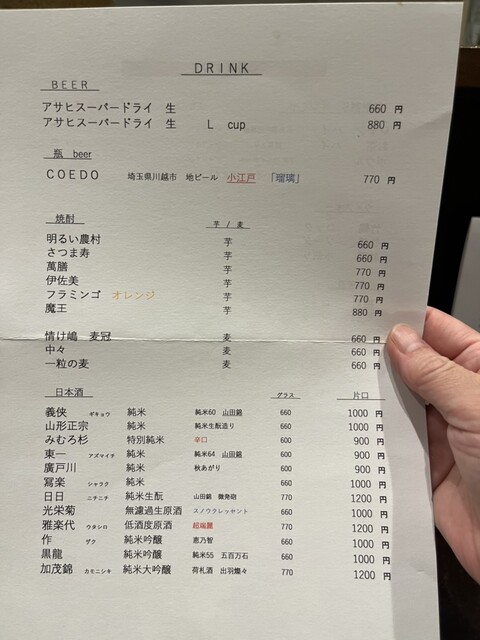 DRINK
BEER
アサヒスーパードライ 生 660 円
アサヒスーパードライ 生 L cup 880 円
瓶 beer
COEDO 埼玉県川越市 地ビール 小江戸 「瑠璃」 770 円
焼酎 芋 / 麦
明るい農村 芋 660 円
さつま寿 芋 660 円
萬膳 芋 770 円
伊佐美 芋 770 円
フラミンゴ オレンジ 芋 770 円
魔王 芋 880 円
情け嶋 麦冠 麦 660 円
中々 麦 660 円
一粒の麦 麦 660 円
日本酒 グラス 片口
義侠 ギキョウ 純米 純米60 山田錦 660 1000 円
山形正宗 純米 純米生酛造り 660 1000 円
みむろ杉 特別純米 辛口 600 900 円
東一 アズマイチ 純米 純米64 山田錦 600 900 円
廣戸川 純米 秋あがり 600 900 円
冩楽 シャラク 純米 660 1000 円
日日 ニチニチ 純米生酛 山田錦 微発砲 770 1200 円
光栄菊 無濾過生原酒 スノウクレッセント 660 1000 円
雅楽代 ウタシロ 低酒度原酒 超端麗 770 1200 円
作 ザク 純米吟醸 恵乃智 660 1000 円
黒龍 純米吟醸 純米55 五百万石 660 1000 円
加茂錦 カモニシキ 純米大吟醸 荷札酒 出羽燦々 770 1200 円